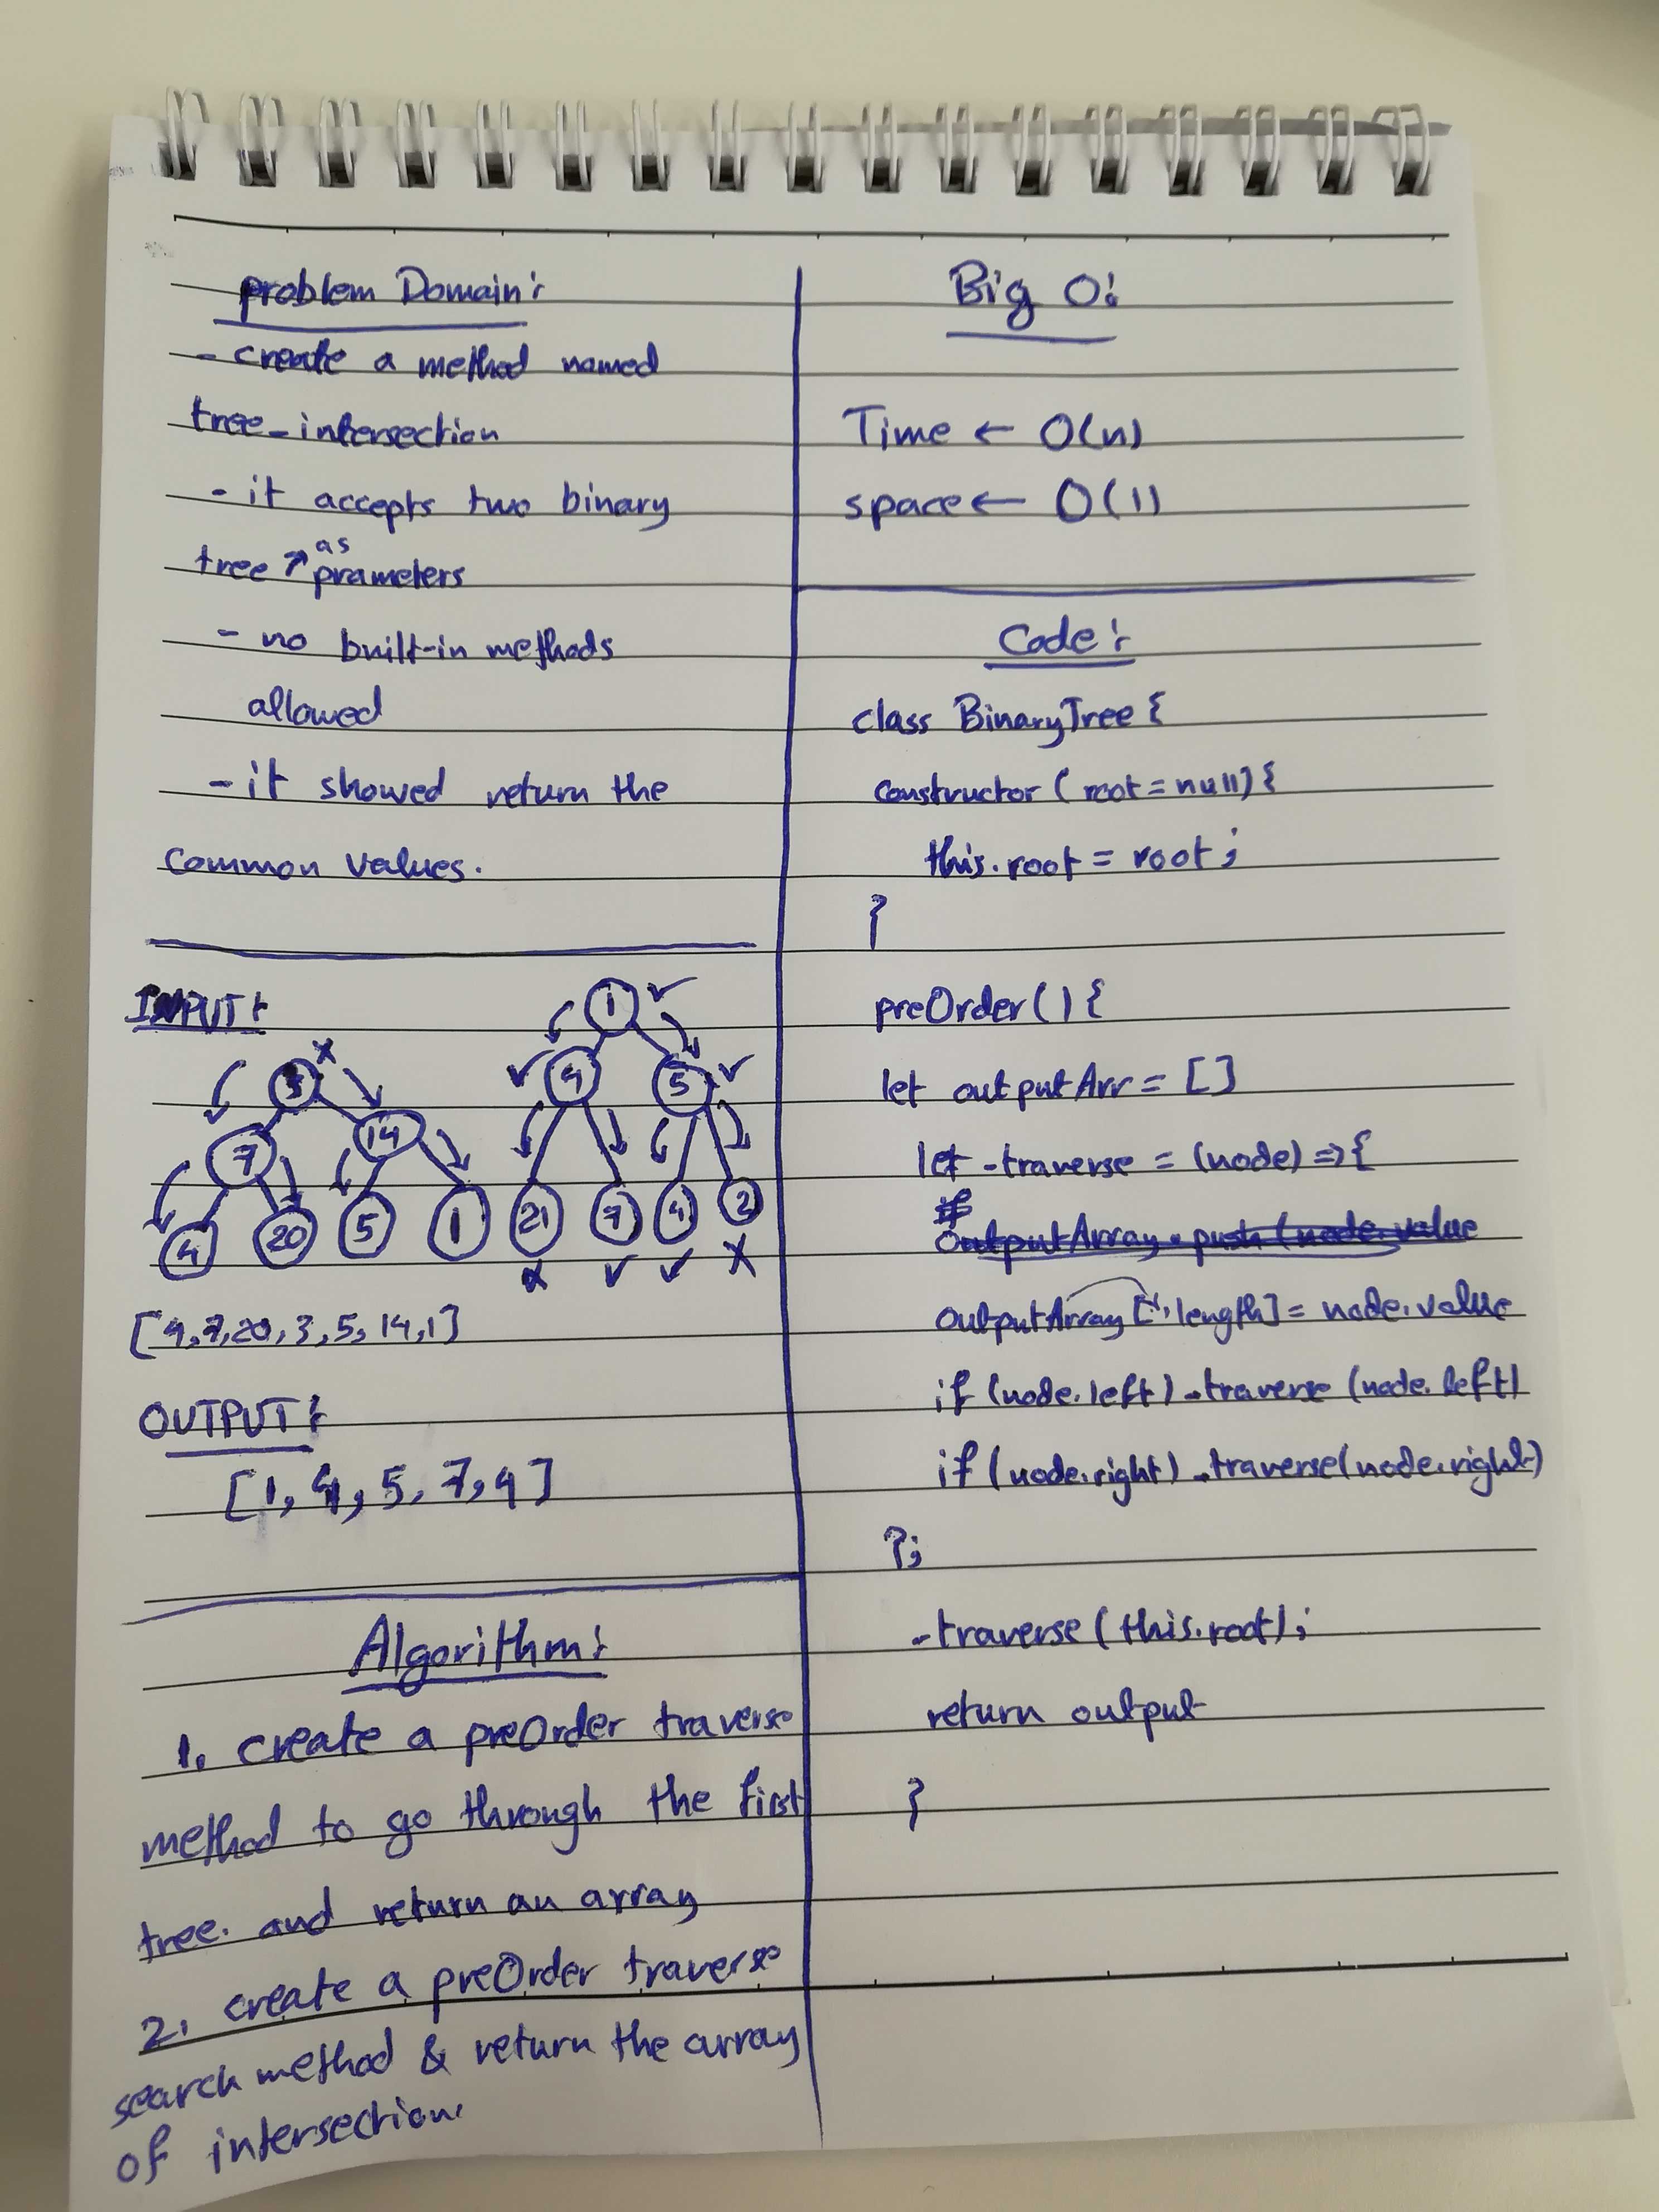 problem Domain:
- create a method named
tree_intersection
- it accepts two binary
as
tree prameters
- no built-in methods
allowed
- it showed return the
Common values.
INPUT:
7 14
4 20 5 1
1
4 5
21 7 4 2
[4,7,20,3,5,14,1]
OUTPUT:
[1,4,5,7,4]
Algorithm:
1. create a preOrder traverse
method to go through the first
tree. and return an array
2. create a preOrder traverse
search method & return the array
of intersection.
Big O:
Time ← O(n)
space ← O(1)
Code:
class BinaryTree {
constructor (root = null) {
this.root = root;
}
preOrder() {
let outputArr = []
let _traverse = (node) => {
if
OutputArray.push(node.value
outputArray [".length] = node.value
if (node.left) _traverse (node.left)
if (node.right) _traverse(node.right)
};
_traverse (this.root);
return output
}